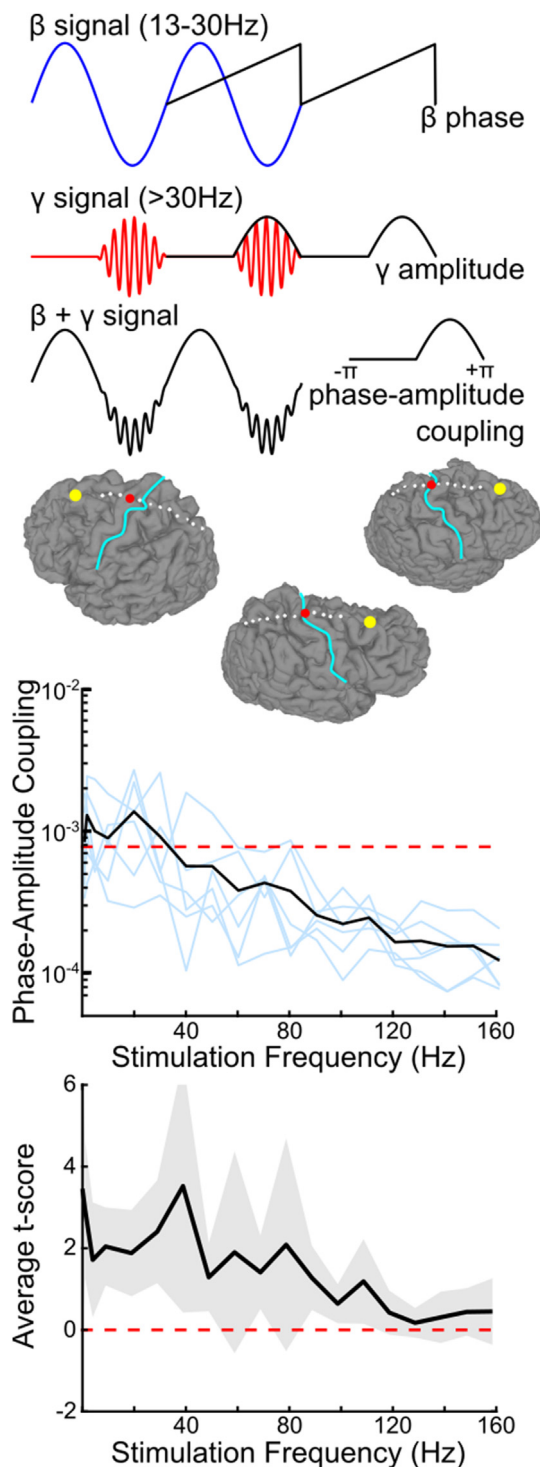 β signal (13-30Hz)
β phase
γ signal (>30Hz)
γ amplitude
β + γ signal
-π +π
phase-amplitude
coupling
Phase-Amplitude Coupling
10-2
10-3
10-4
40 80 120 160
Stimulation Frequency (Hz)
Average t-score
6
4
2
0
-2
40 80 120 160
Stimulation Frequency (Hz)